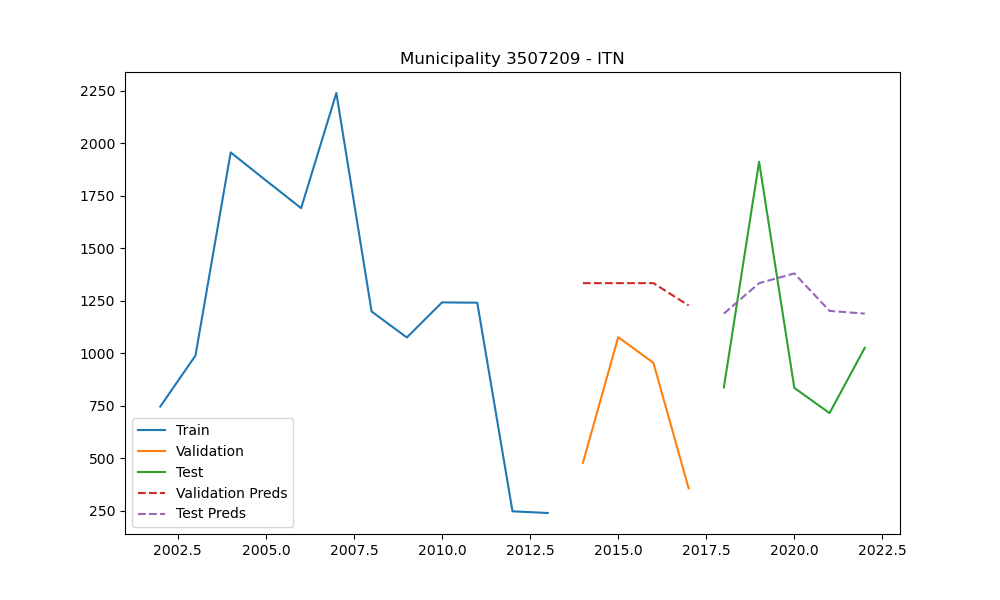 Municipality 3507209 - ITN
2250
2000
1750
1500
1250
1000
750
500
250
Train
Validation
Test
Validation Preds
Test Preds
2002.5 2005.0 2007.5 2010.0 2012.5 2015.0 2017.5 2020.0 2022.5